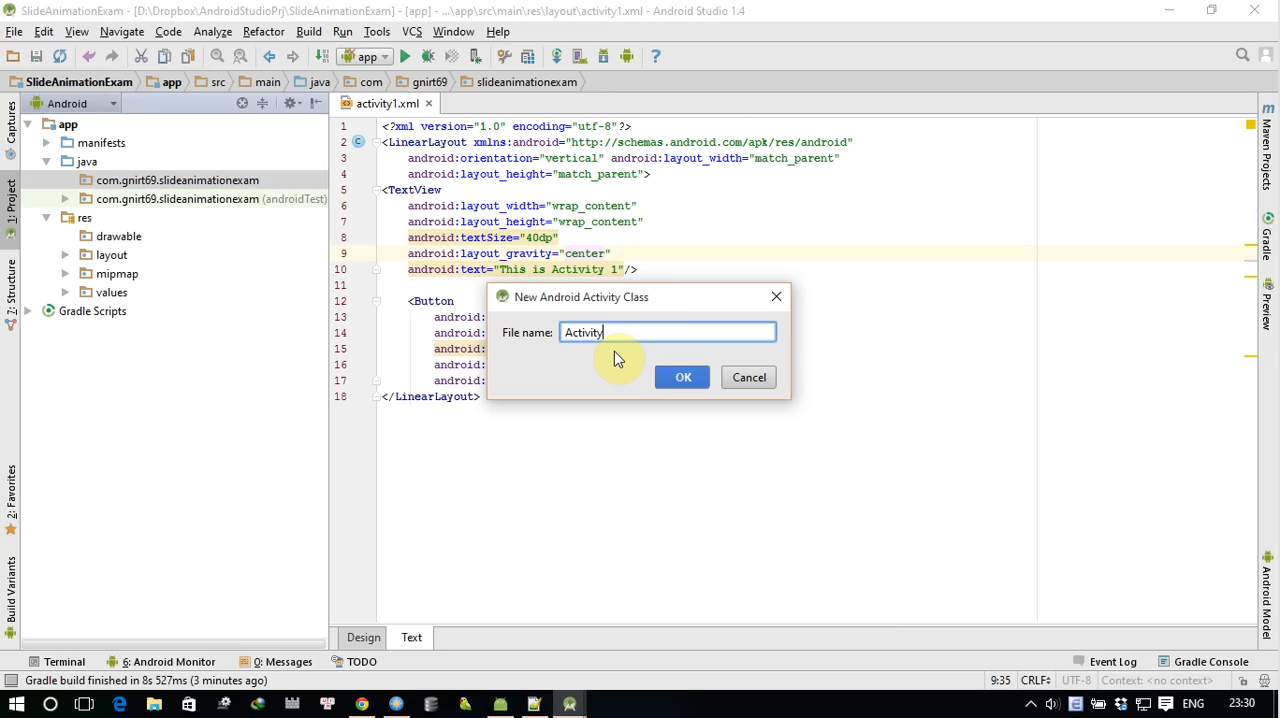 SlideAnimationExam - [D:\Dropbox\AndroidStudioPrj\SlideAnimationExam] - [app] - ...\app\src\main\res\layout\activity1.xml - Android Studio 1.4
File Edit View Navigate Code Analyze Refactor Build Run Tools VCS Window Help
app
SlideAnimationExam app src main java com gnirt69 slideanimationexam
Android
activity1.xml
app
manifests
java
com.gnirt69.slideanimationexam
com.gnirt69.slideanimationexam (androidTest)
res
drawable
layout
mipmap
values
Gradle Scripts
Captures
1: Project
7: Structure
2: Favorites
Build Variants
1 <?xml version="1.0" encoding="utf-8"?>
2 <LinearLayout xmlns:android="http://schemas.android.com/apk/res/android"
3 android:orientation="vertical" android:layout_width="match_parent"
4 android:layout_height="match_parent">
5 <TextView
6 android:layout_width="wrap_content"
7 android:layout_height="wrap_content"
8 android:textSize="40dp"
9 android:layout_gravity="center"
10 android:text="This is Activity 1"/>
11
12 <Button
13 android:
14 android:
15 android:
16 android:
17 android:
18 </LinearLayout>
New Android Activity Class
File name: Activity
OK Cancel
Maven Projects
Gradle
Preview
Android Model
Design Text
Terminal 6: Android Monitor 0: Messages TODO Event Log Gradle Console
Gradle build finished in 8s 527ms (3 minutes ago) 9:35 CRLF UTF-8 Context: <no context>
ENG 23:30